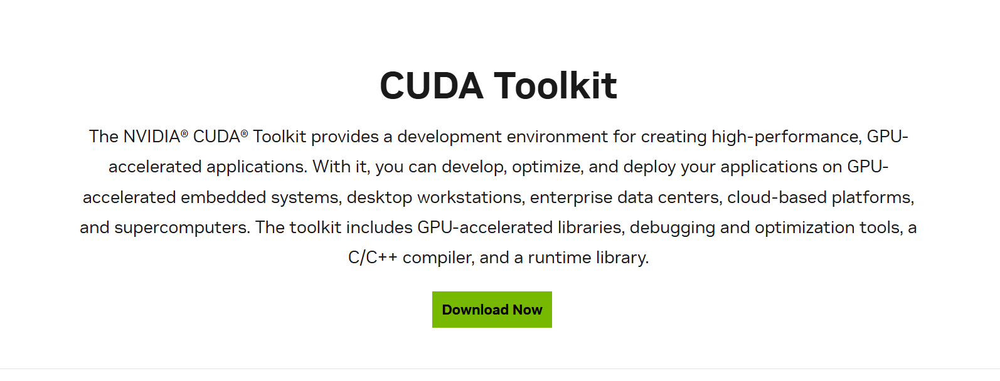 CUDA Toolkit
The NVIDIA® CUDA® Toolkit provides a development environment for creating high-performance, GPU-
accelerated applications. With it, you can develop, optimize, and deploy your applications on GPU-
accelerated embedded systems, desktop workstations, enterprise data centers, cloud-based platforms,
and supercomputers. The toolkit includes GPU-accelerated libraries, debugging and optimization tools, a
C/C++ compiler, and a runtime library.
Download Now